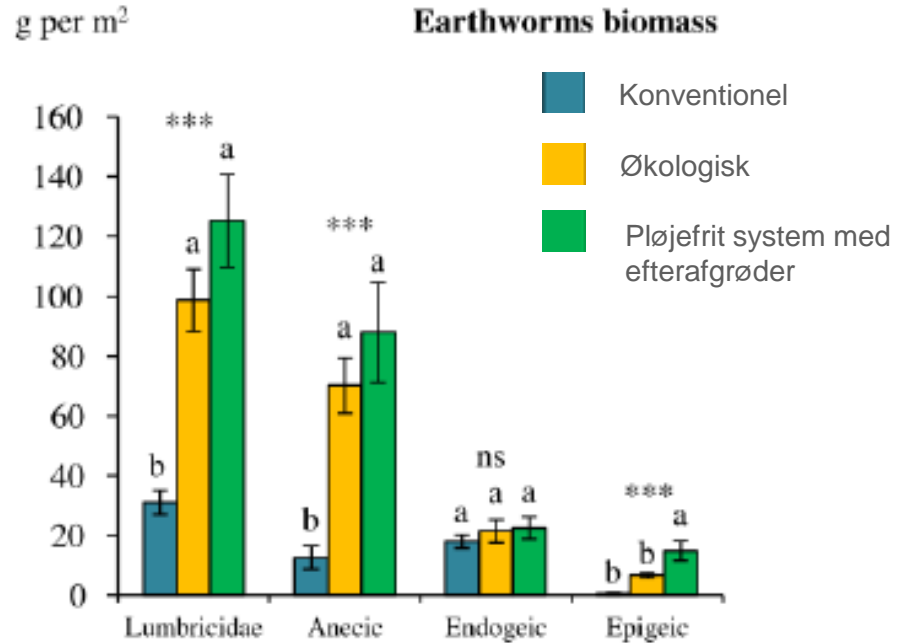 g per m²
Earthworms biomass
Konventionel
Økologisk
Pløjefrit system med
efterafgrøder
160
140
120
100
80
60
40
20
0
*** 
b a a
***
b a a
ns
a a a
***
b b a
Lumbricidae Anecic Endogeic Epigeic